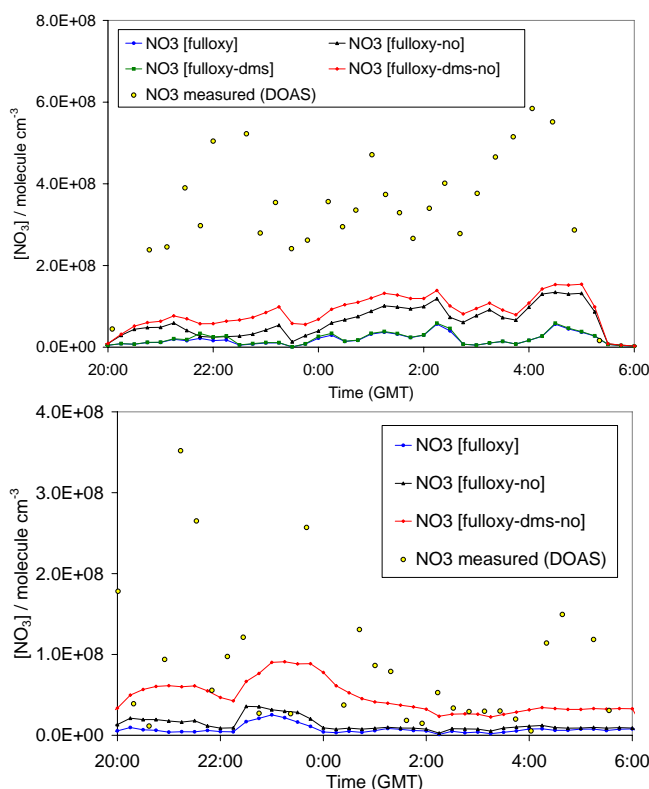 8.0E+08
NO3 [fulloxy]
NO3 [fulloxy-no]
NO3 [fulloxy-dms]
NO3 [fulloxy-dms-no]
NO3 measured (DOAS)
6.0E+08
4.0E+08
2.0E+08
0.0E+00
[NO3] / molecule cm-3
20:00 22:00 0:00 2:00 4:00 6:00
Time (GMT)
4.0E+08
NO3 [fulloxy]
NO3 [fulloxy-no]
NO3 [fulloxy-dms-no]
NO3 measured (DOAS)
3.0E+08
2.0E+08
1.0E+08
0.0E+00
[NO3] / molecule cm-3
20:00 22:00 0:00 2:00 4:00 6:00
Time (GMT)